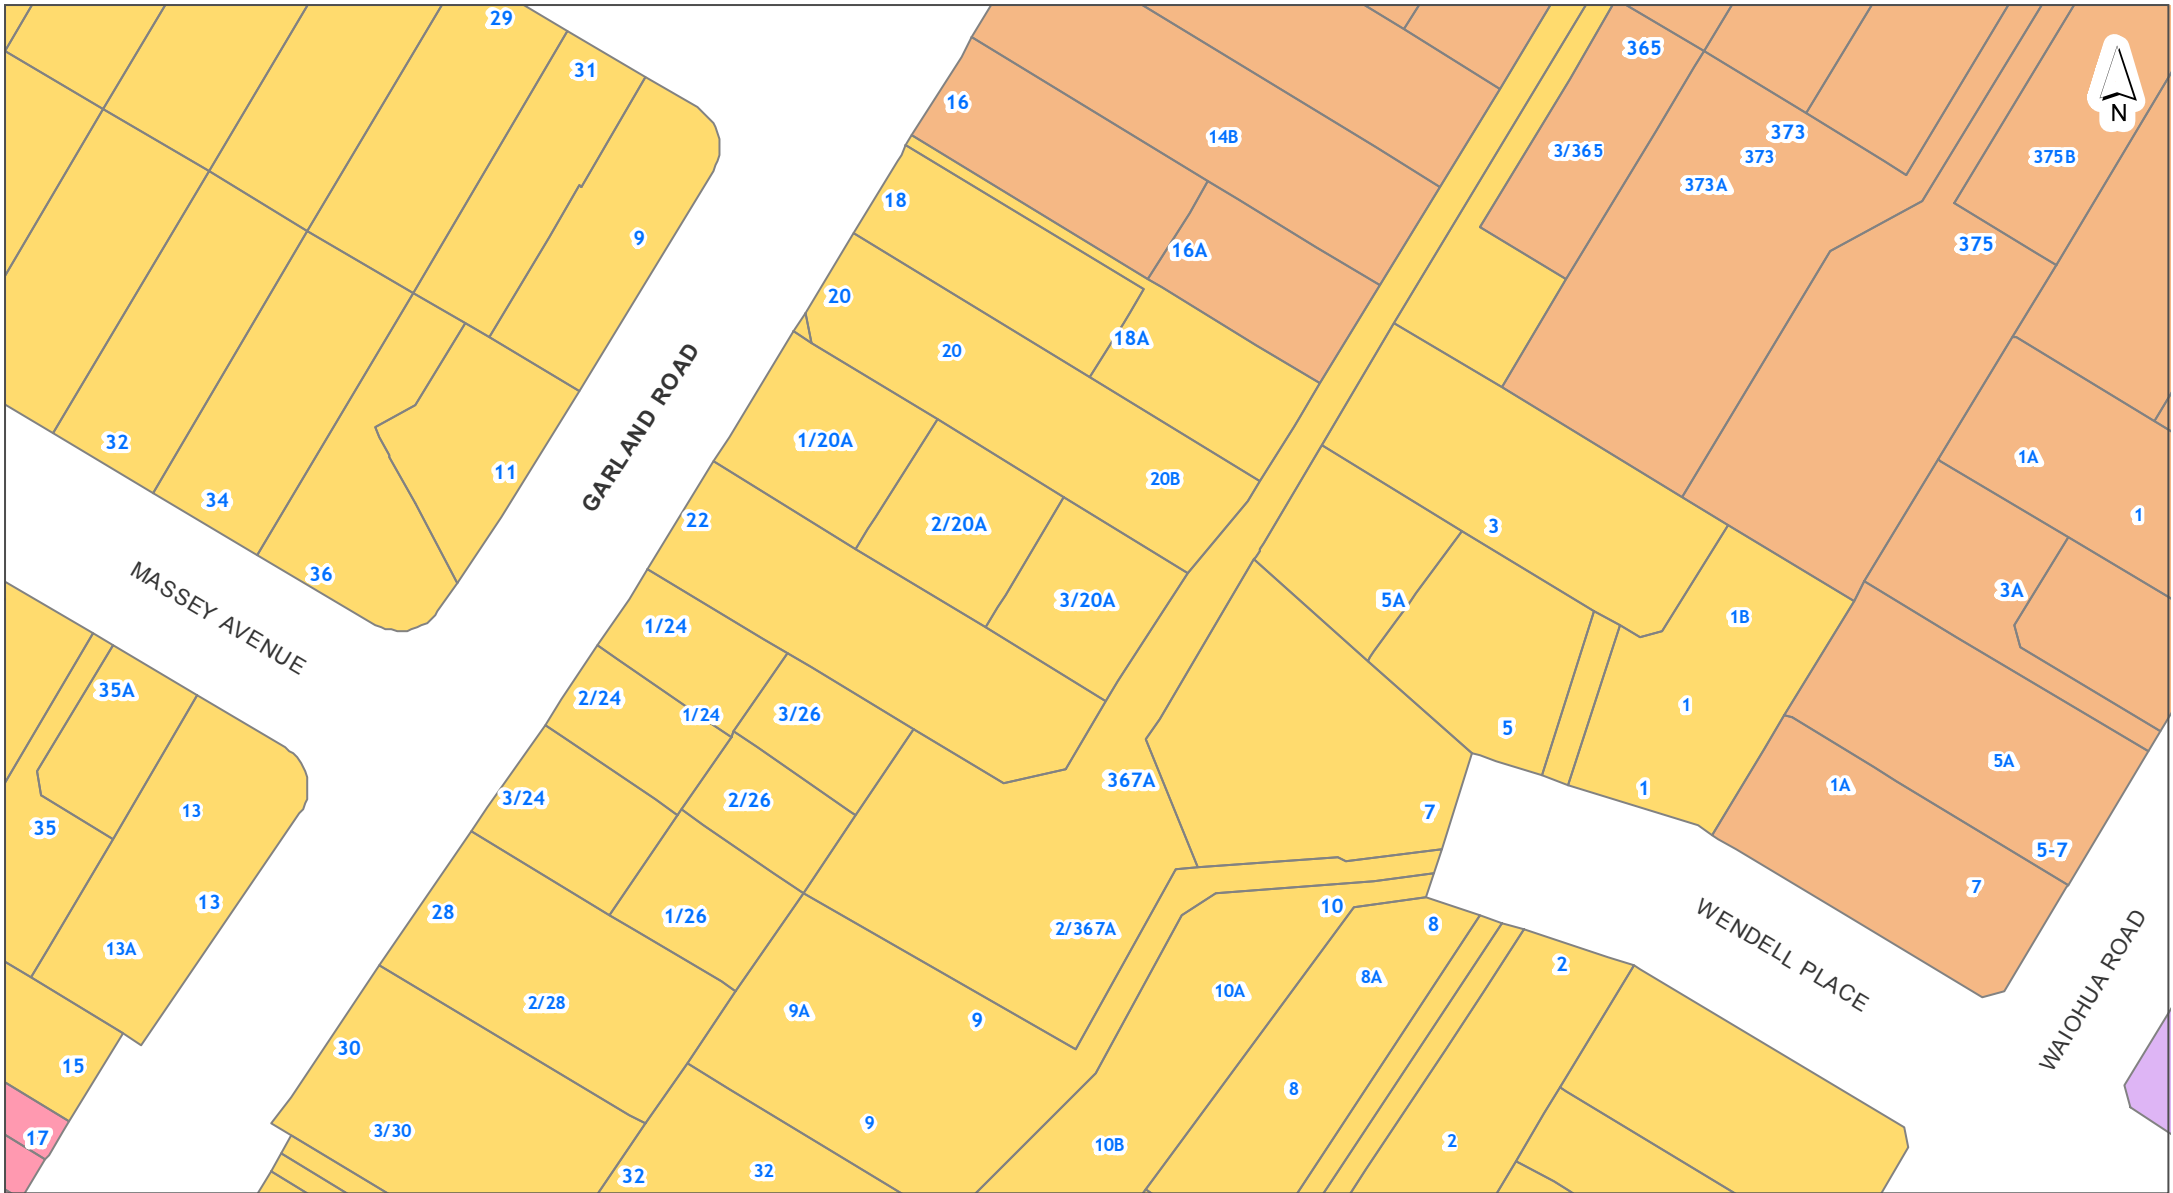 29
365
31
16
N
373
14B
3/365
373
375B
373A
18
9
375
16A
20
18A
20
1/20A
32
1A
11
20B
34
1
22
2/20A
3
GARLAND ROAD
36
3A
3/20A
5A
1B
MASSEY AVENUE
1/24
35A
2/24
1
1/24
3/26
5
5A
367A
1A
1
3/24
2/26
13
7
35
5-7
7
13
10
28
1/26
8
2/367A
WENDELL PLACE
WAIOHUA ROAD
13A
2
8A
10A
2/28
9A
9
30
15
8
9
3/30
17
2
10B
32
32